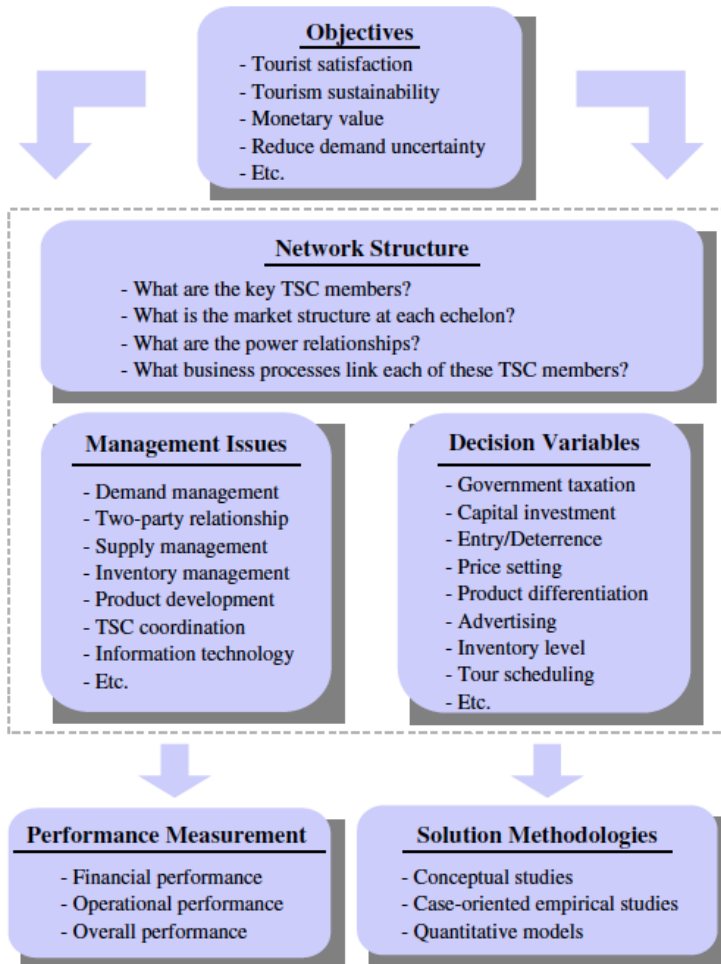 Objectives
- Tourist satisfaction
- Tourism sustainability
- Monetary value
- Reduce demand uncertainty
- Etc.
Network Structure
- What are the key TSC members?
- What is the market structure at each echelon?
- What are the power relationships?
- What business processes link each of these TSC members?
Management Issues
- Demand management
- Two-party relationship
- Supply management
- Inventory management
- Product development
- TSC coordination
- Information technology
- Etc.
Decision Variables
- Government taxation
- Capital investment
- Entry/Deterrence
- Price setting
- Product differentiation
- Advertising
- Inventory level
- Tour scheduling
- Etc.
Performance Measurement
- Financial performance
- Operational performance
- Overall performance
Solution Methodologies
- Conceptual studies
- Case-oriented empirical studies
- Quantitative models